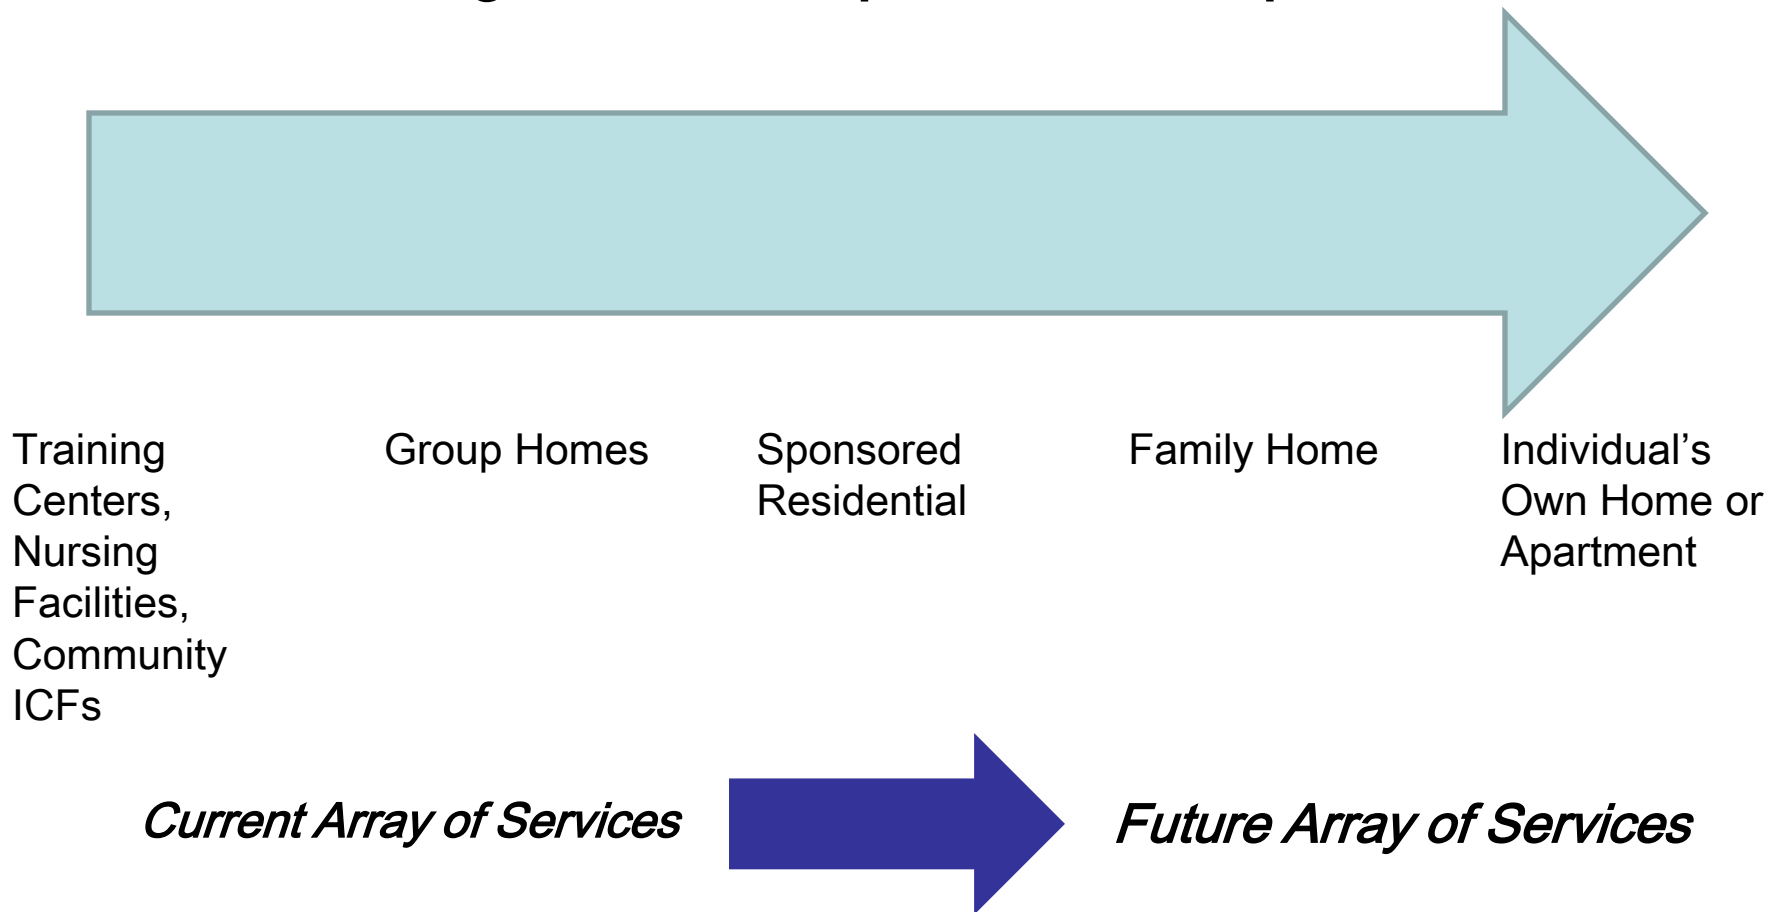 Training
Centers,
Nursing
Facilities,
Community
ICFs
Group Homes
Sponsored
Residential
Family Home
Individual’s
Own Home or
Apartment
Current Array of Services
Future Array of Services